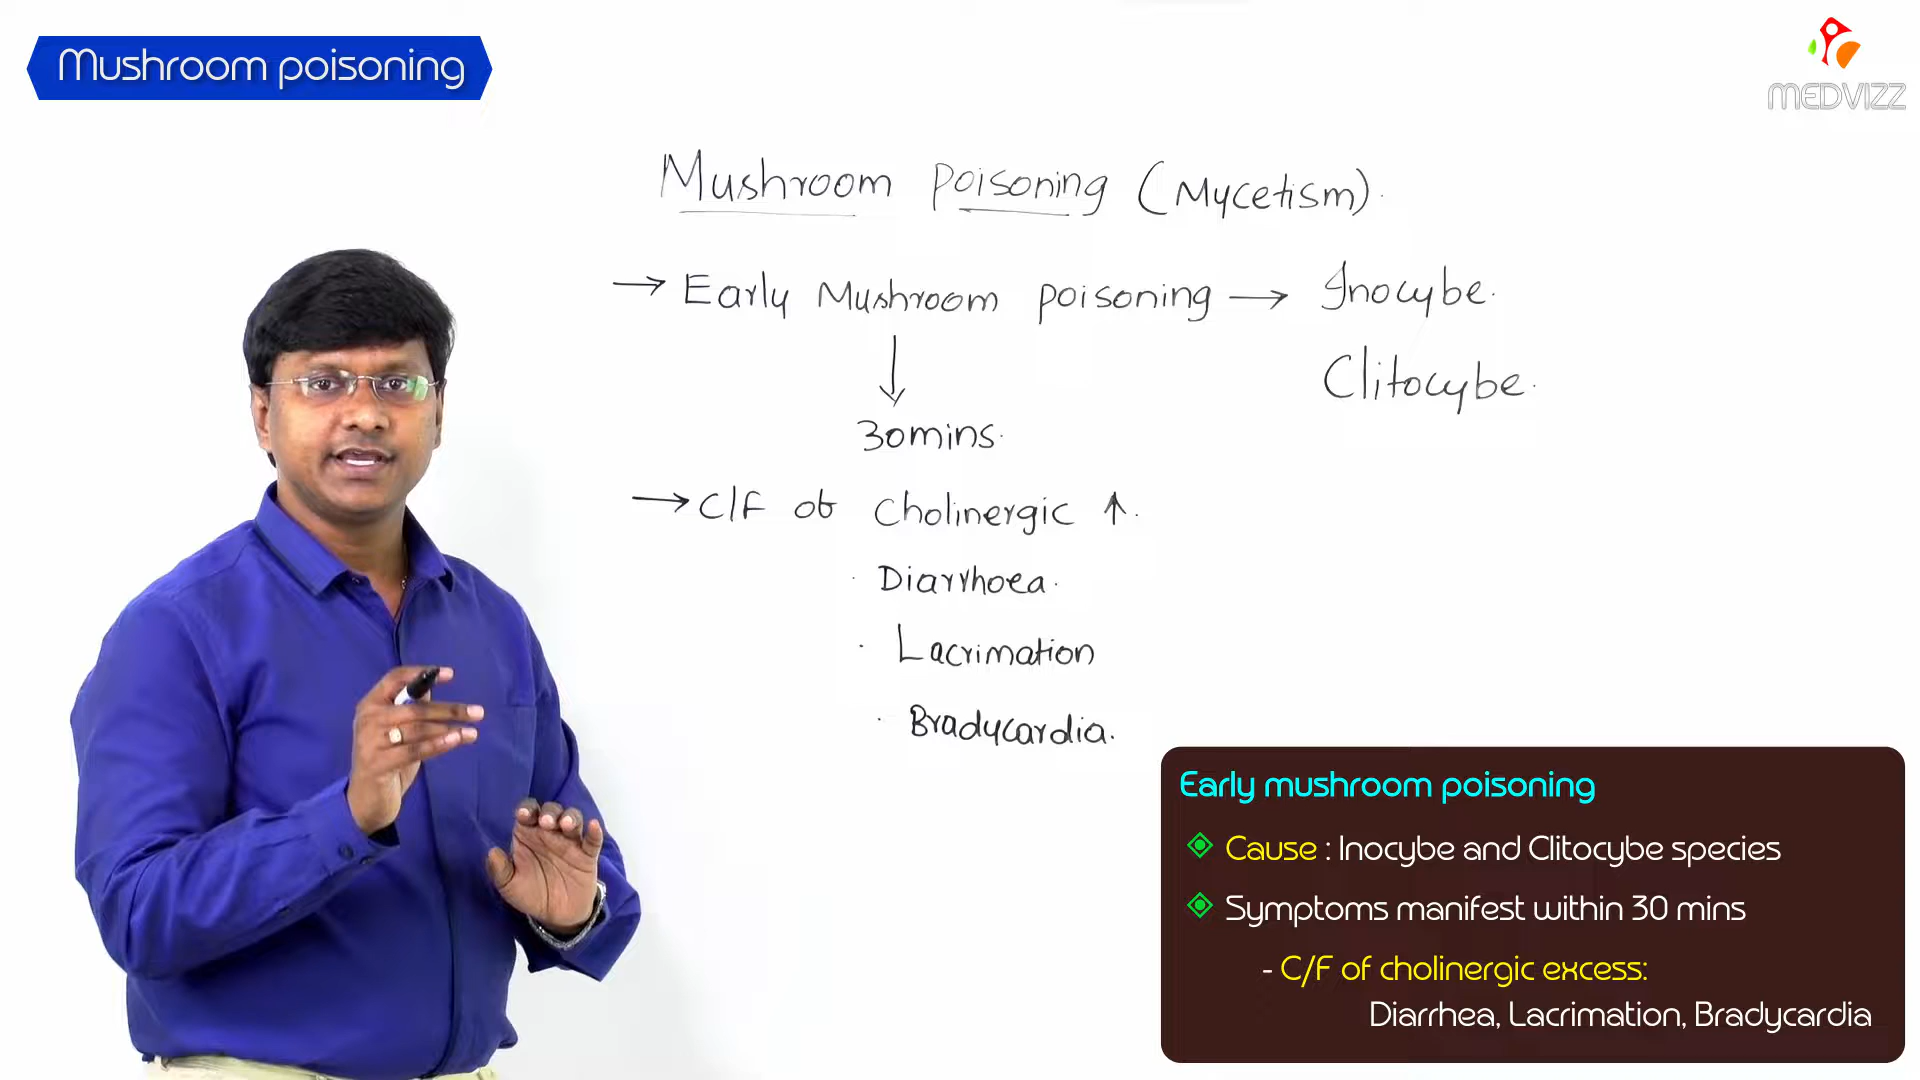 Mushroom poisoning
MEDVIZZ
Mushroom poisoning (Mycetism).
→ Early Mushroom poisoning → Inocybe.
Clitocybe.
↓
30mins.
→ C/F of Cholinergic ↑.
· Diarrhoea.
· Lacrimation
· Bradycardia.
Early mushroom poisoning
Cause : Inocybe and Clitocybe species
Symptoms manifest within 30 mins
- C/F of cholinergic excess:
Diarrhea, Lacrimation, Bradycardia